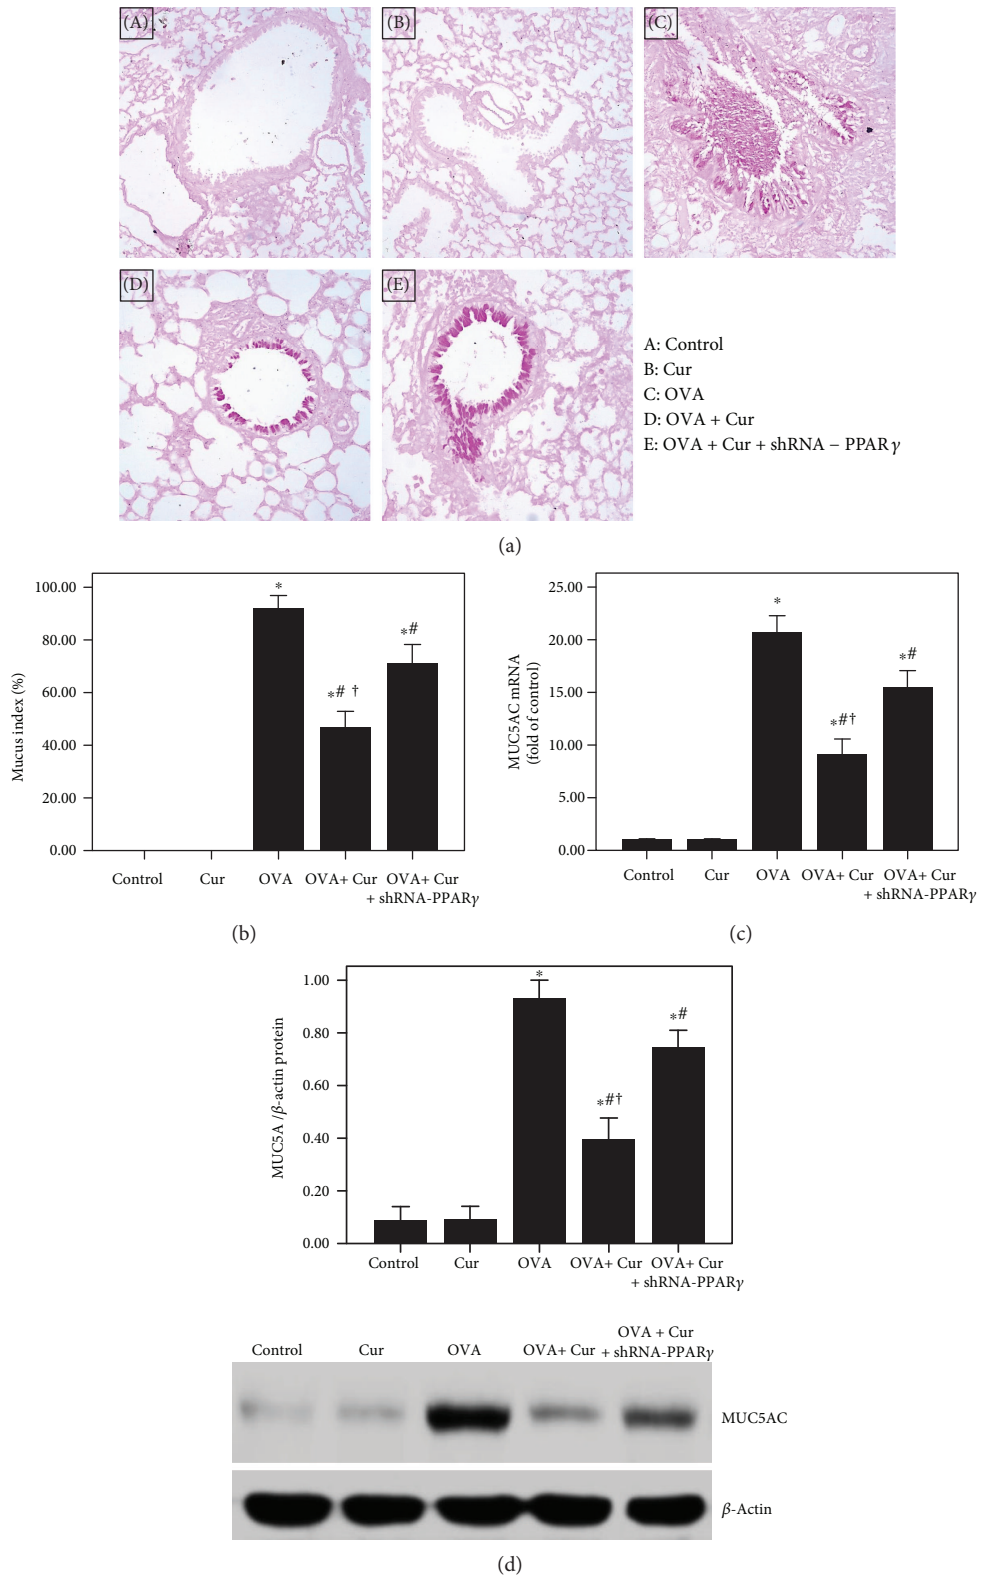 (A)
(B)
(C)
(D)
(E)
A: Control
B: Cur
C: OVA
D: OVA + Cur
E: OVA + Cur + shRNA – PPARγ
(a)
100.00
80.00
60.00
40.00
20.00
0.00
Mucus index (%)
*
*# †
*#
Control
Cur
OVA
OVA+ Cur
OVA+ Cur
+ shRNA-PPARγ
(b)
25.00
20.00
15.00
10.00
5.00
0.00
MUC5AC mRNA
(fold of control)
*
*#†
*#
Control
Cur
OVA
OVA+ Cur
OVA+ Cur
+ shRNA-PPARγ
(c)
1.00
0.80
0.60
0.40
0.20
0.00
MUC5A /β-actin protein
*
*#†
*#
Control
Cur
OVA
OVA+ Cur
OVA+ Cur
+ shRNA-PPARγ
Control
Cur
OVA
OVA+ Cur
OVA + Cur
+ shRNA-PPARγ
MUC5AC
β-Actin
(d)